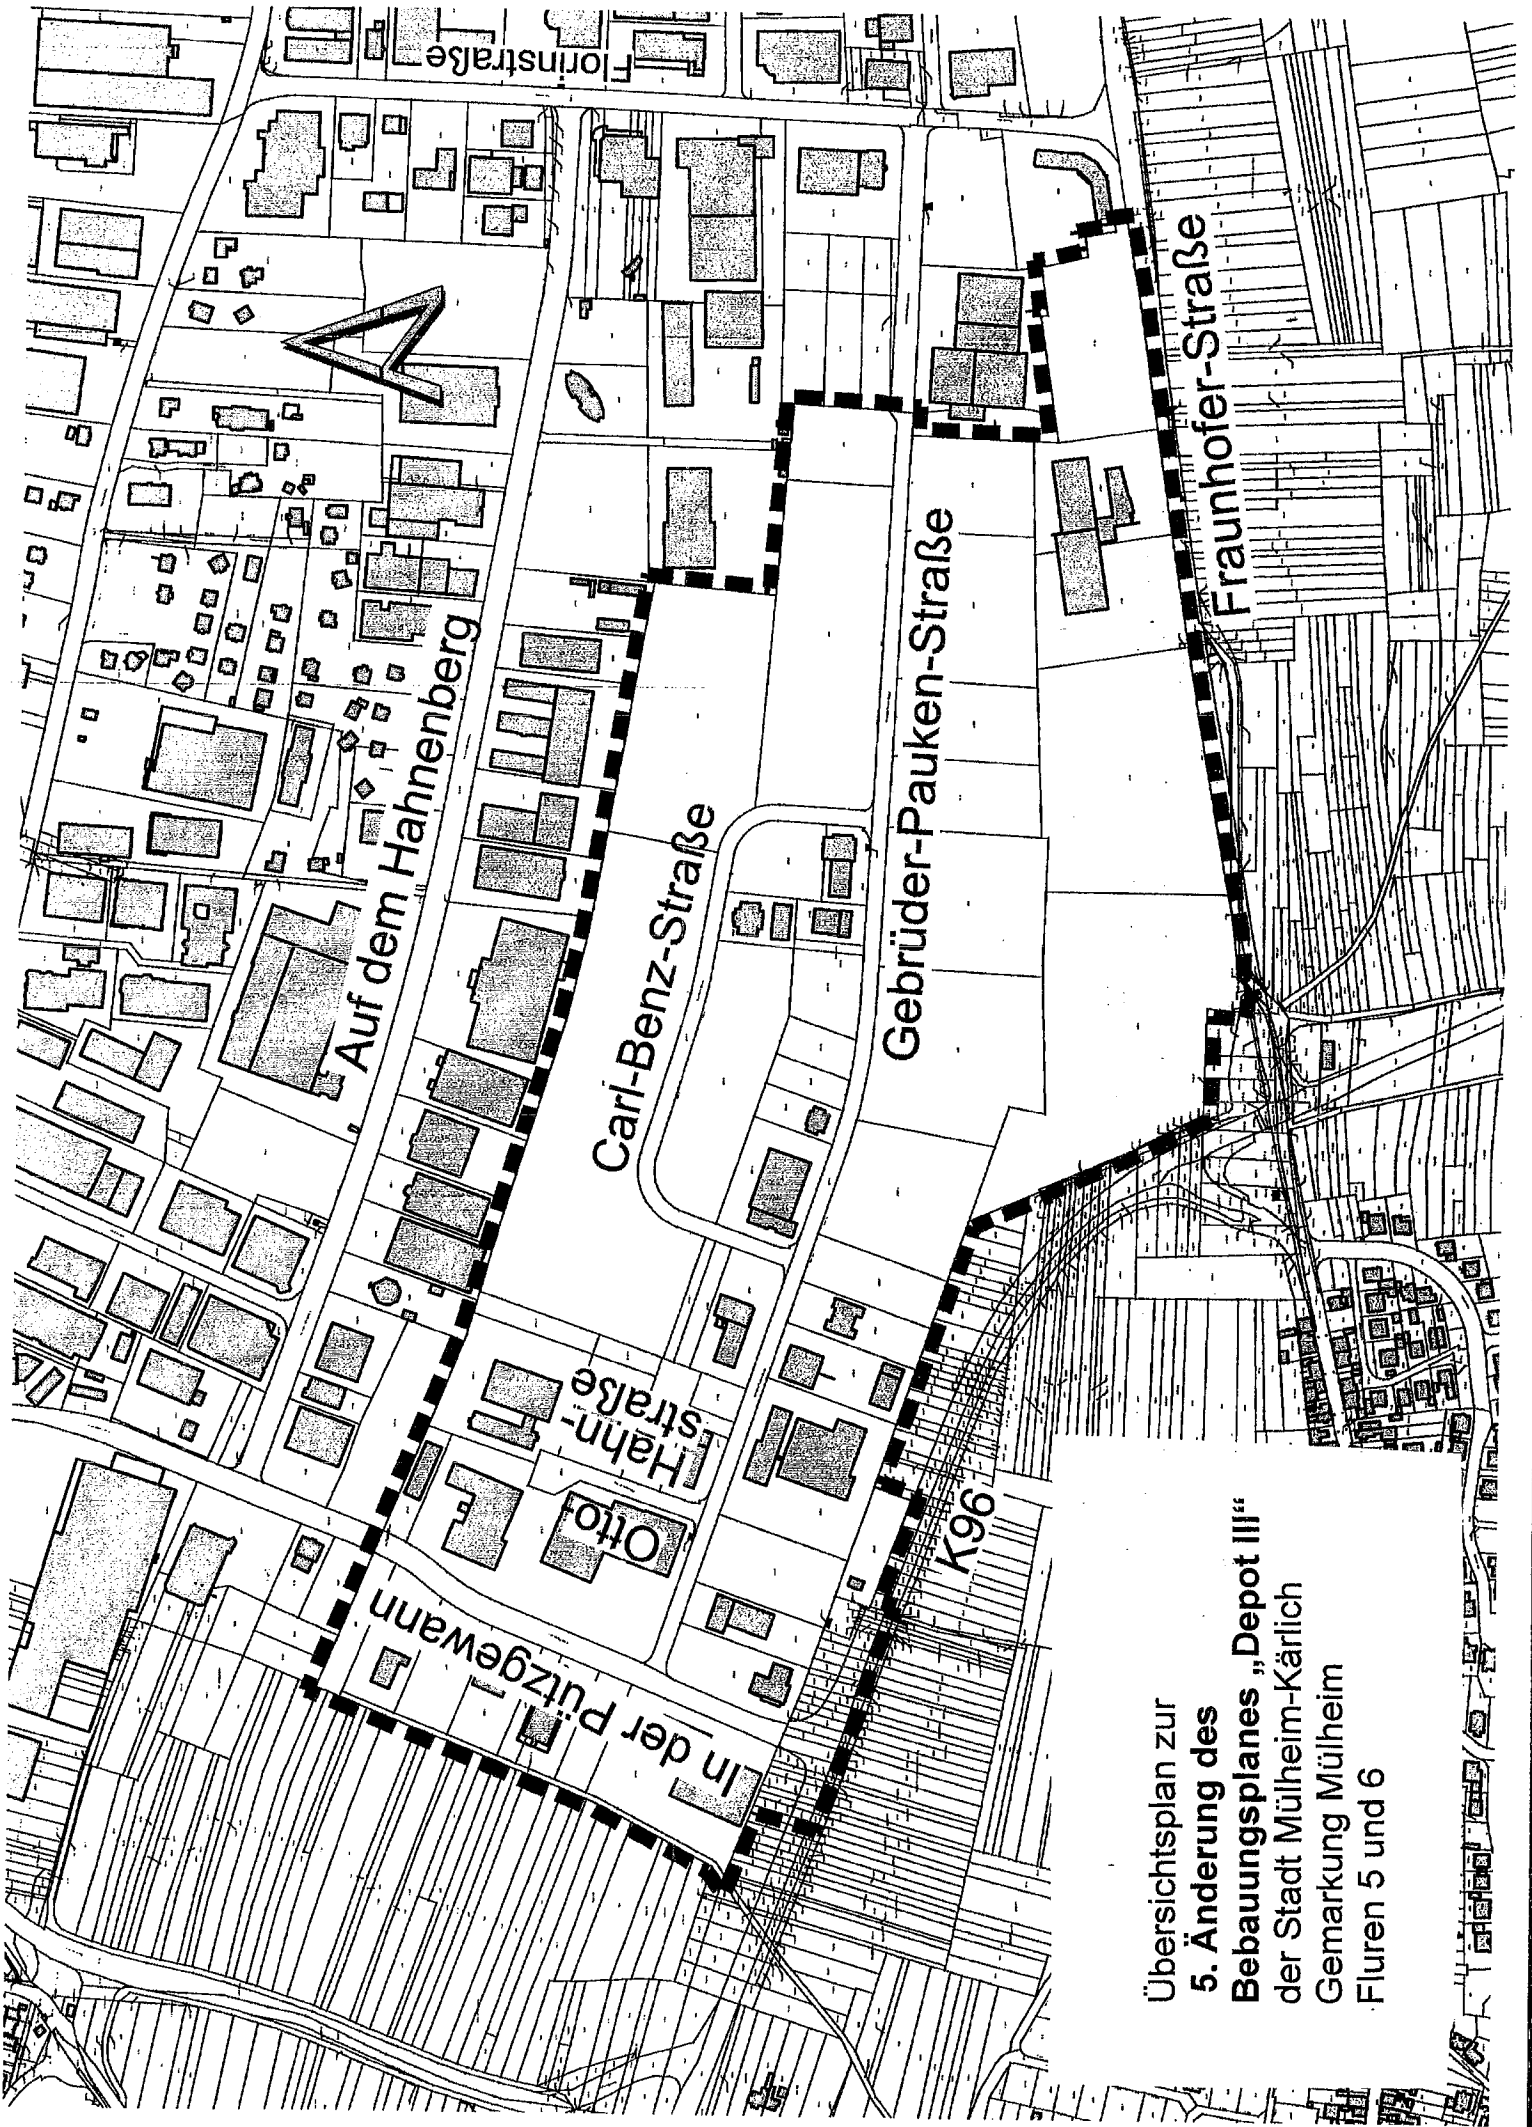 Florinstraße
Auf dem Hahnenberg
Carl-Benz-Straße
Gebrüder-Pauken-Straße
Fraunhofer-Straße
Otto-
Hahn-
straße
In der Pützgewann
K96
Übersichtsplan zur
5. Änderung des
Bebauungsplanes „Depot III“
der Stadt Mülheim-Kärlich
Gemarkung Mülheim
Fluren 5 und 6